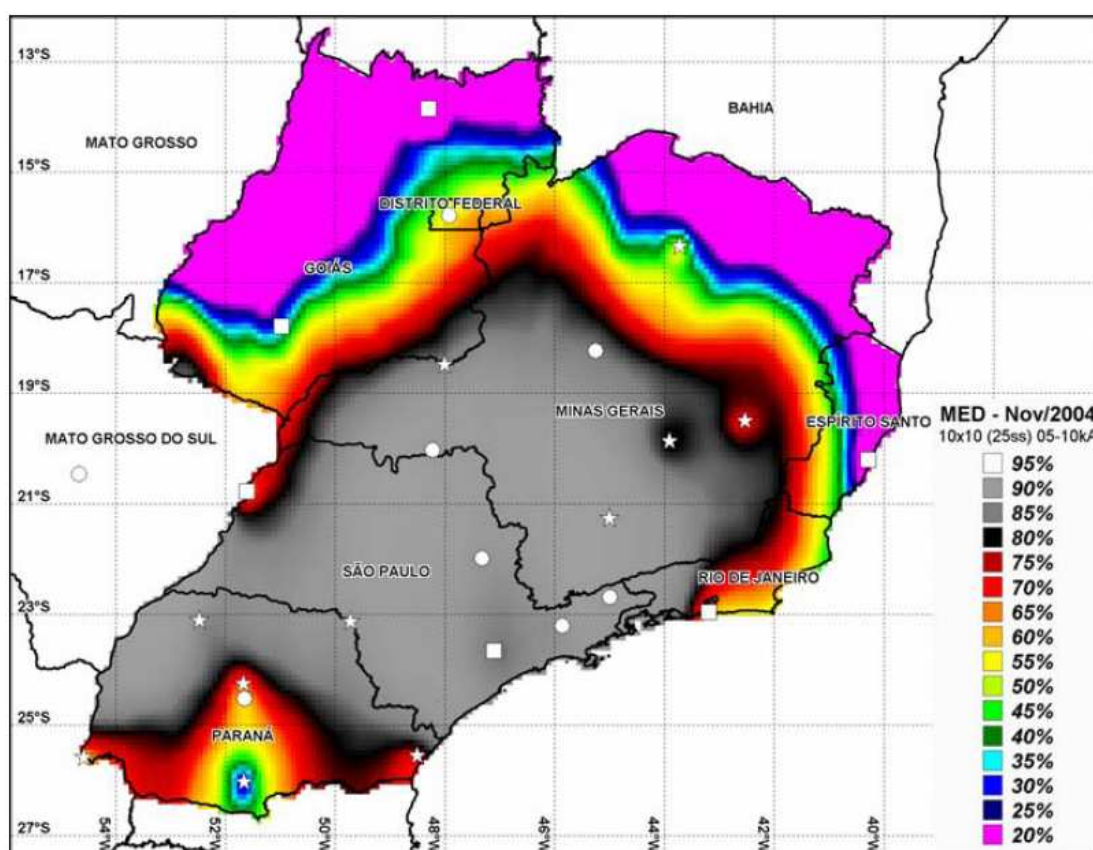 13°S
BAHIA
MATO GROSSO
15°S
DISTRITO FEDERAL
GOIÁS
17°S
19°S
MINAS GERAIS
ESPÍRITO SANTO
MATO GROSSO DO SUL
21°S
SÃO PAULO
RIO DE JANEIRO
23°S
25°S
PARANÁ
27°S
54°W
52°W
50°W
48°W
46°W
44°W
42°W
40°W
MED - Nov/2004
10x10 (25ss) 05-10kA
95%
90%
85%
80%
75%
70%
65%
60%
55%
50%
45%
40%
35%
30%
25%
20%